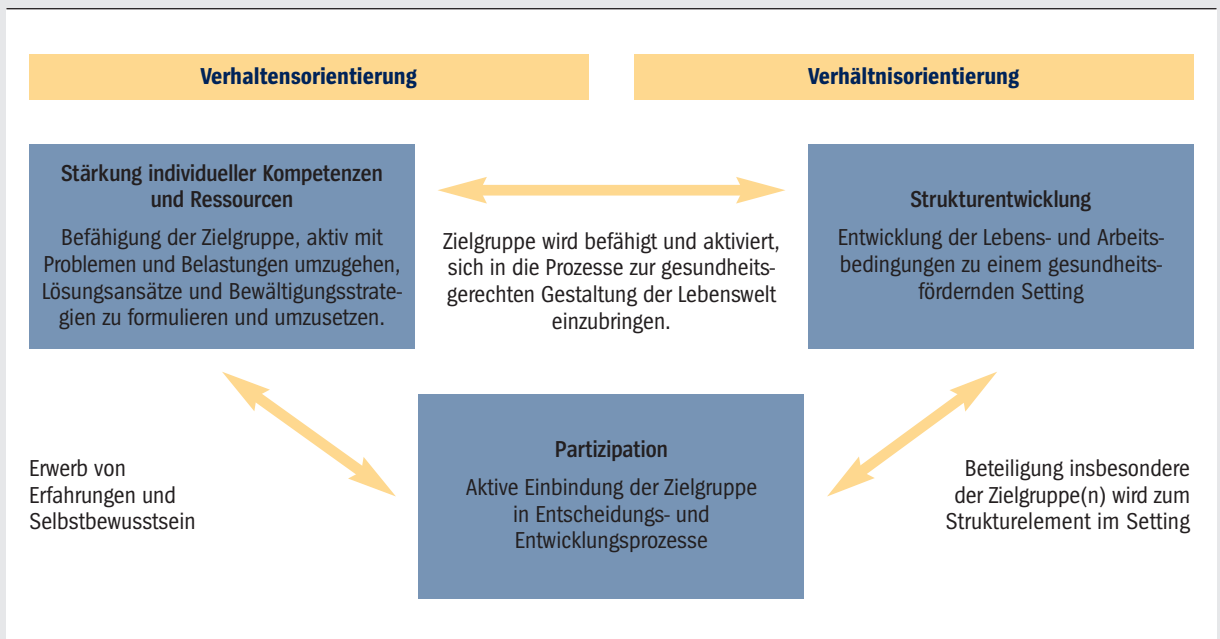 Verhaltensorientierung
Verhältnisorientierung
Stärkung individueller Kompetenzen
und Ressourcen
Befähigung der Zielgruppe, aktiv mit
Problemen und Belastungen umzugehen,
Lösungsansätze und Bewältigungsstrate-
gien zu formulieren und umzusetzen.
Zielgruppe wird befähigt und aktiviert,
sich in die Prozesse zur gesundheits-
gerechten Gestaltung der Lebenswelt
einzubringen.
Strukturentwicklung
Entwicklung der Lebens- und Arbeits-
bedingungen zu einem gesundheits-
fördernden Setting
Erwerb von
Erfahrungen und
Selbstbewusstsein
Partizipation
Aktive Einbindung der Zielgruppe
in Entscheidungs- und
Entwicklungsprozesse
Beteiligung insbesondere
der Zielgruppe(n) wird zum
Strukturelement im Setting